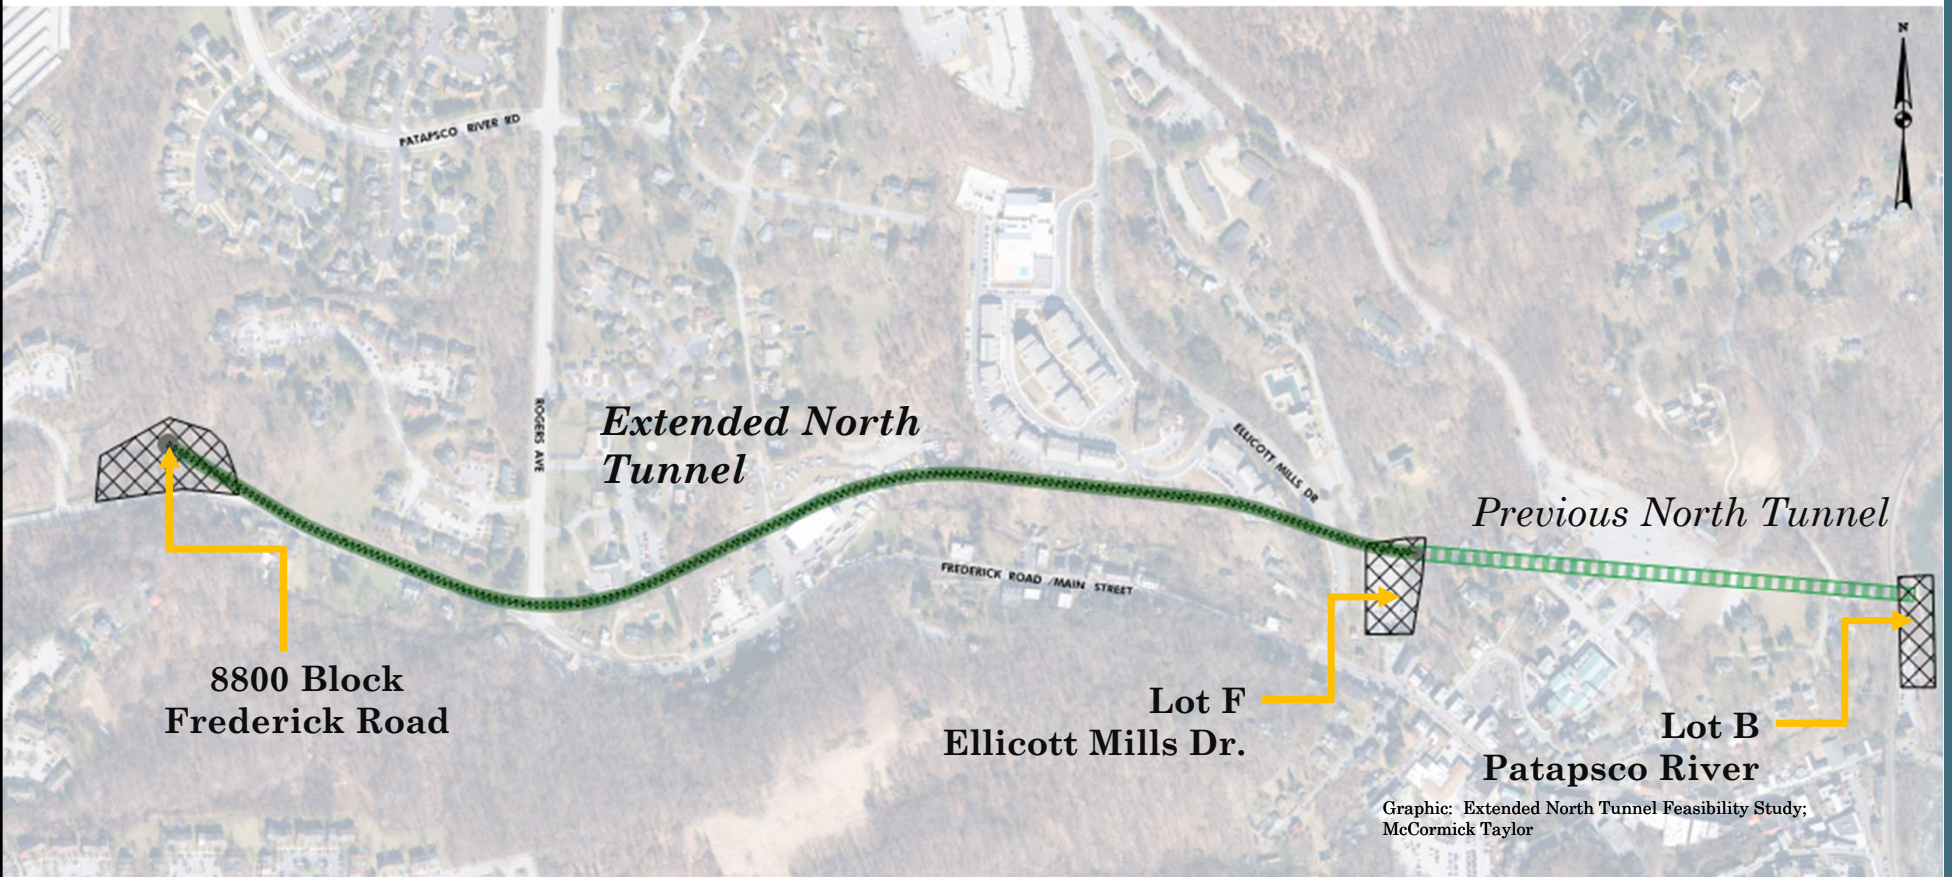 N
PATAPSCO RIVER RD
ROGERS AVE
Extended North
Tunnel
ELLICOTT MILLS DR
Previous North Tunnel
FREDERICK ROAD /MAIN STREET
8800 Block
Frederick Road
Lot F
Ellicott Mills Dr.
Lot B
Patapsco River
Graphic: Extended North Tunnel Feasibility Study;
McCormick Taylor